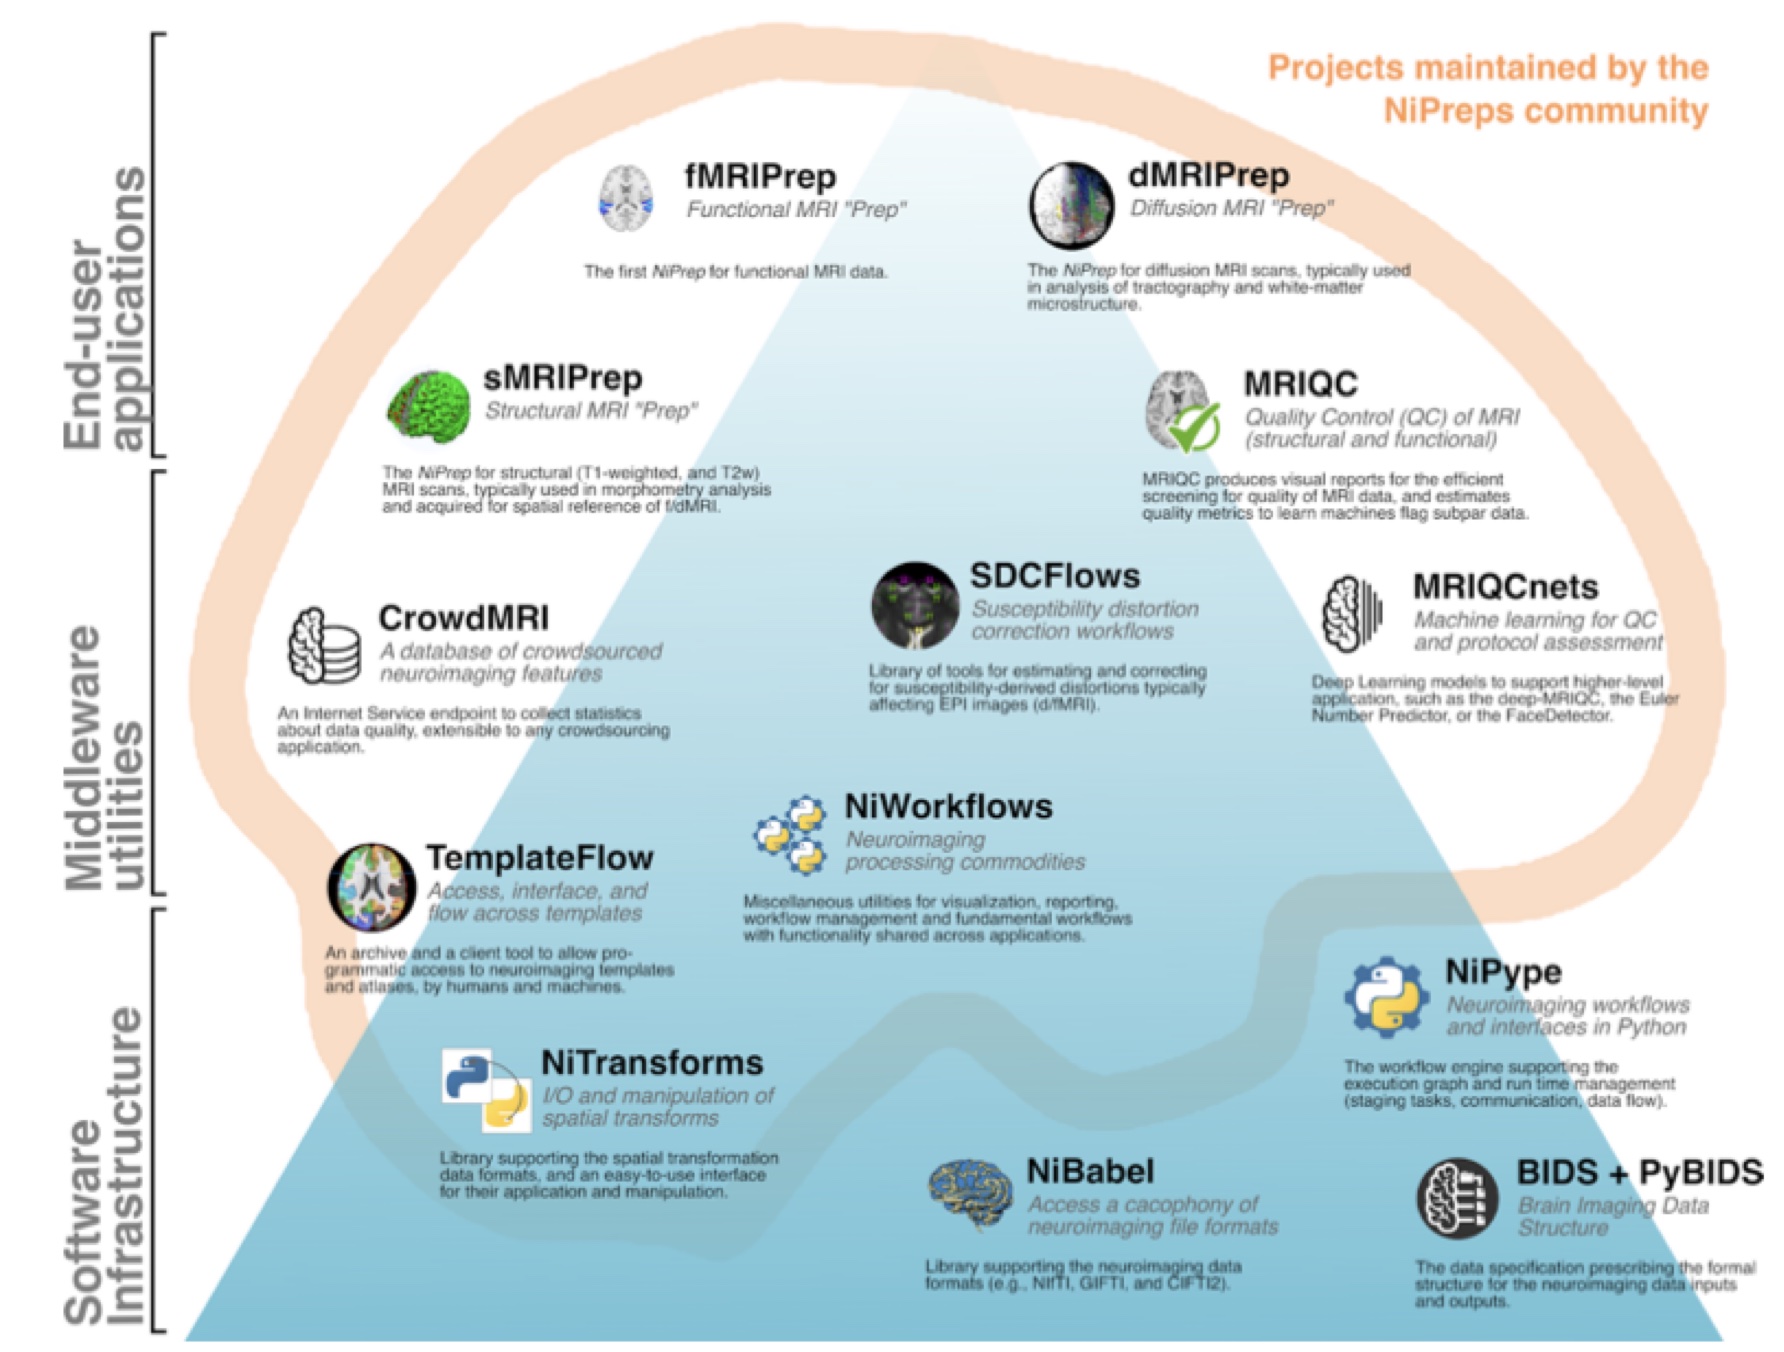 Projects maintained by the
NiPreps community
End-user
applications
fMRIPrep
Functional MRI "Prep"
The first NiPrep for functional MRI data.
dMRIPrep
Diffusion MRI "Prep"
The NiPrep for diffusion MRI scans, typically used
in analysis of tractography and white-matter
microstructure.
sMRIPrep
Structural MRI "Prep"
The NiPrep for structural (T1-weighted, and T2w)
MRI scans, typically used in morphometry analysis
and acquired for spatial reference of f/dMRI.
MRIQC
Quality Control (QC) of MRI
(structural and functional)
MRIQC produces visual reports for the efficient
screening for quality of MRI data, and estimates
quality metrics to learn machines flag subpar data.
Middleware
utilities
CrowdMRI
A database of crowdsourced
neuroimaging features
An Internet Service endpoint to collect statistics
about data quality, extensible to any crowdsourcing
application.
SDCFlows
Susceptibility distortion
correction workflows
Library of tools for estimating and correcting
for susceptibility-derived distortions typically
affecting EPI images (d/fMRI).
MRIQCnets
Machine learning for QC
and protocol assessment
Deep Learning models to support higher-level
application, such as the deep-MRIQC, the Euler
Number Predictor, or the FaceDetector.
TemplateFlow
Access, interface, and
flow across templates
An archive and a client tool to allow pro-
grammatic access to neuroimaging templates
and atlases, by humans and machines.
NiWorkflows
Neuroimaging
processing commodities
Miscellaneous utilities for visualization, reporting,
workflow management and fundamental workflows
with functionality shared across applications.
Software
Infrastructure
NiTransforms
I/O and manipulation of
spatial transforms
Library supporting the spatial transformation
data formats, and an easy-to-use interface
for their application and manipulation.
NiPype
Neuroimaging workflows
and interfaces in Python
The workflow engine supporting the
execution graph and run time management
(staging tasks, communication, data flow).
NiBabel
Access a cacophony of
neuroimaging file formats
Library supporting the neuroimaging data
formats (e.g., NIfTI, GIFTI, and CIFTI2).
BIDS + PyBIDS
Brain Imaging Data
Structure
The data specification prescribing the formal
structure for the neuroimaging data inputs
and outputs.